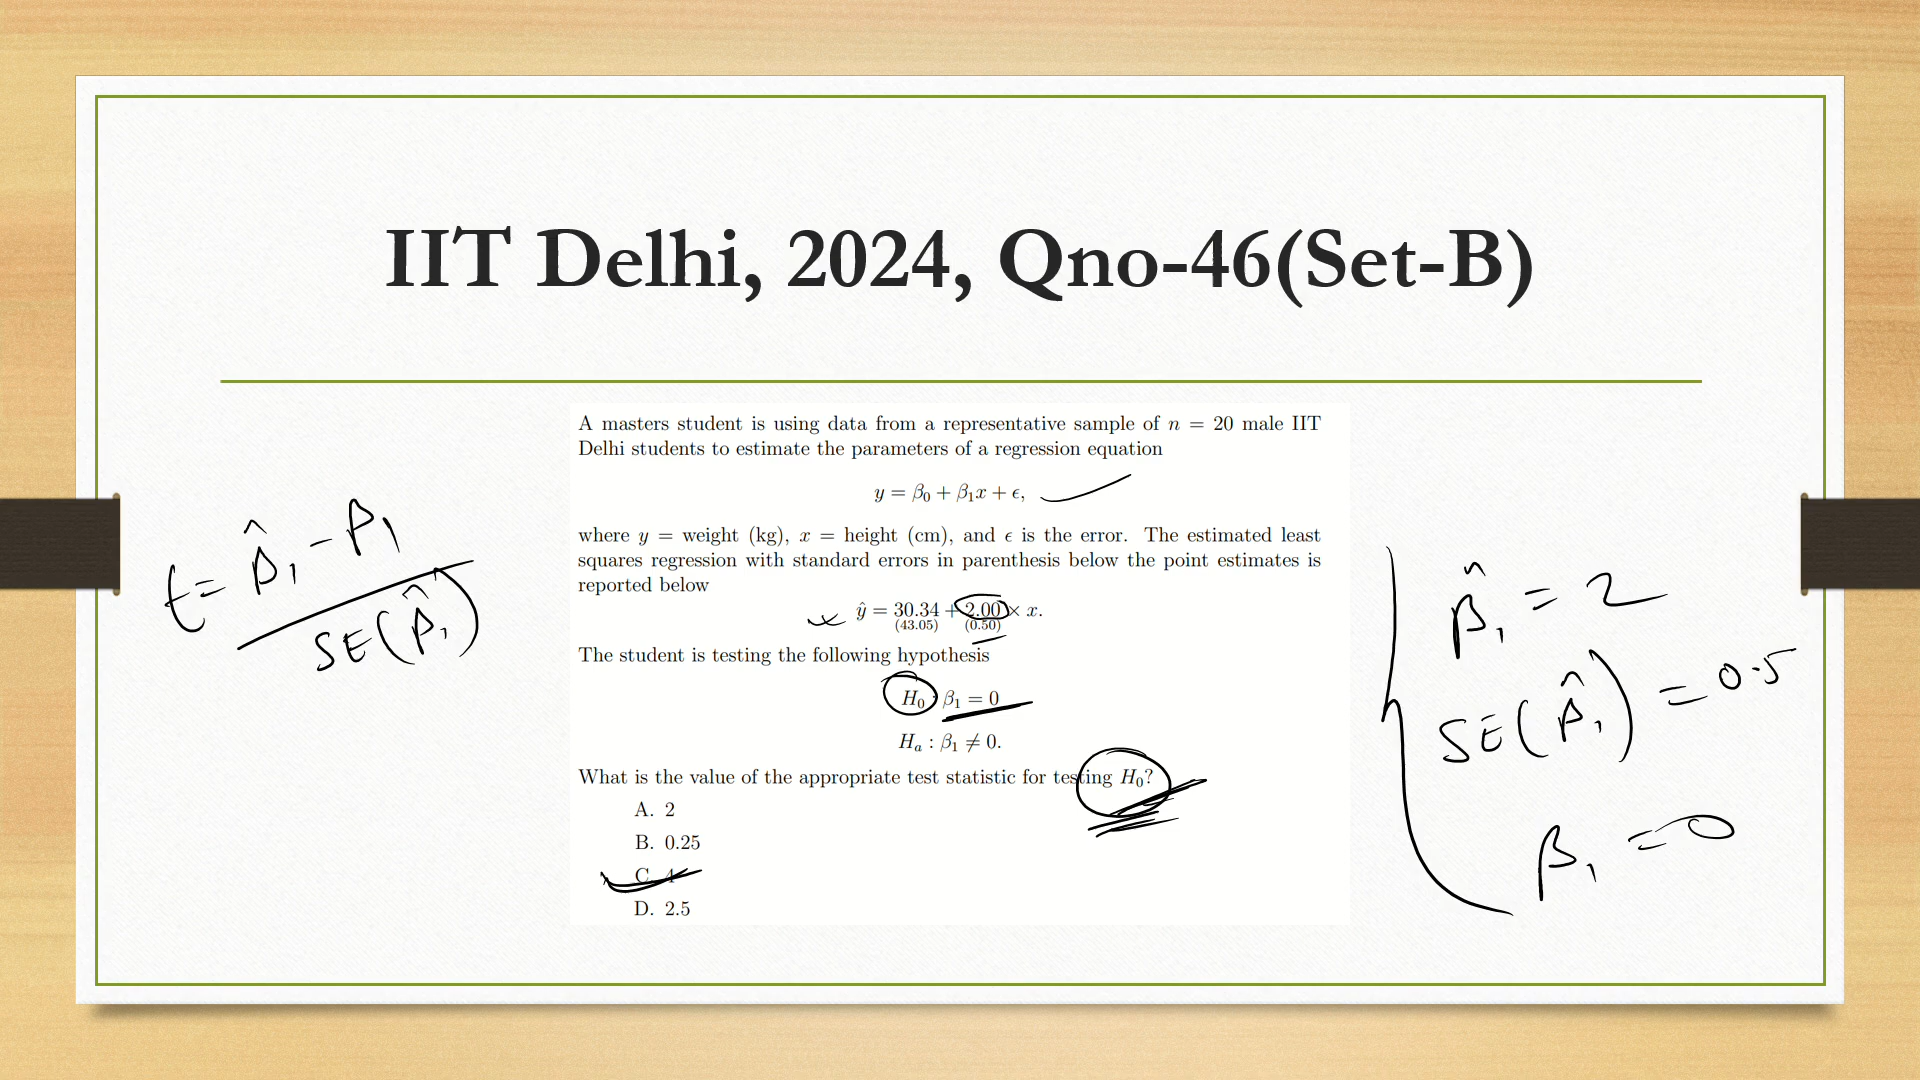 IIT Delhi, 2024, Qno-46(Set-B)
A masters student is using data from a representative sample of n = 20 male IIT
Delhi students to estimate the parameters of a regression equation
y = β₀ + β₁x + ϵ,
where y = weight (kg), x = height (cm), and ϵ is the error. The estimated least
squares regression with standard errors in parenthesis below the point estimates is
reported below
ŷ = 30.34 + 2.00 × x.
(43.05) (0.50)
The student is testing the following hypothesis
H₀ : β₁ = 0
Hₐ : β₁ ≠ 0.
What is the value of the appropriate test statistic for testing H₀?
A. 2
B. 0.25
C. 4
D. 2.5
t = β̂₁ - β₁
SE(β̂₁)
β̂₁ = 2
SE(β̂₁) = 0.5
β₁ = 0